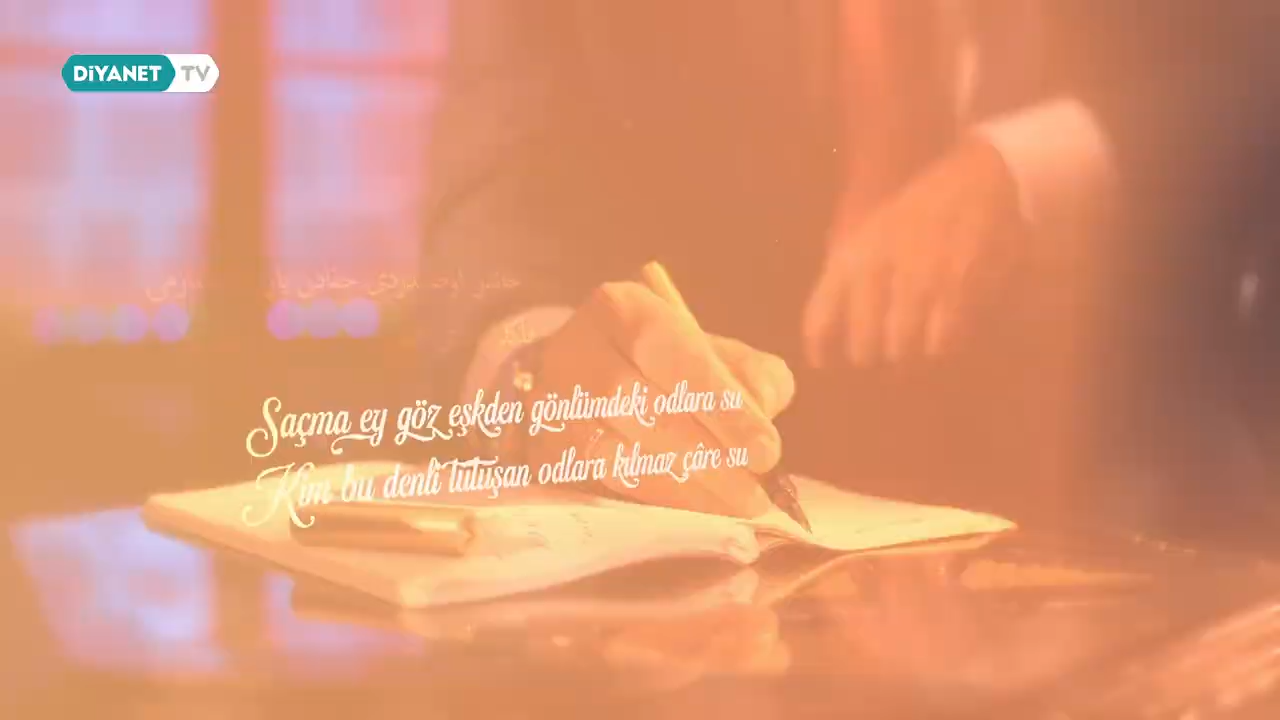 DİYANET TV
Saçma ey göz eşkden gönlümdeki odlara su
Kim bu denli tutuşan odlara kılmaz çâre su